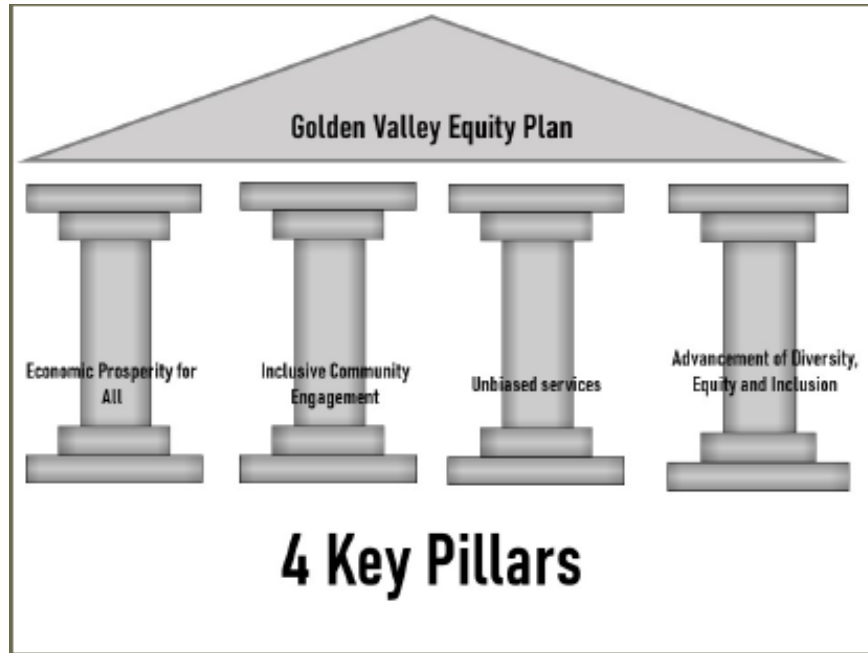 Golden Valley Equity Plan
Economic Prosperity for
All
Inclusive Community
Engagement
Unbiased services
Advancement of Diversity,
Equity and Inclusion
4 Key Pillars